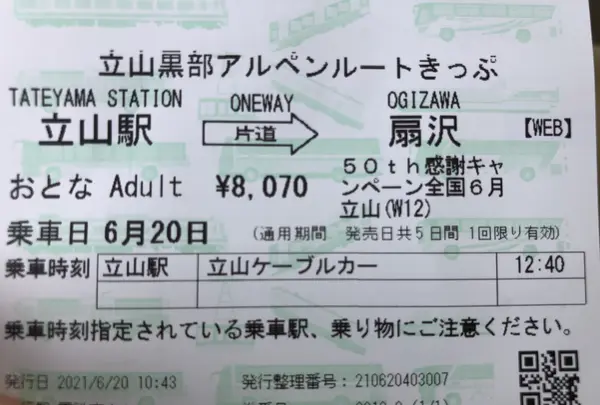 立山黒部アルペンルートきっぷ
TATEYAMA STATION ONEWAY OGIZAWA
立山駅 片道 扇沢 【WEB】
おとな Adult ¥8,070 50th感謝キャ
ンペーン全国6月
立山(W12)
乗車日 6月20日 (通用期間 発売日共5日間 1回限り有効)
乗車時刻 立山駅 立山ケーブルカー 12:40
乗車時刻指定されている乗車駅、乗り物にご注意ください。
発行日 2021/6/20 10:43 発行整理番号:210620403007